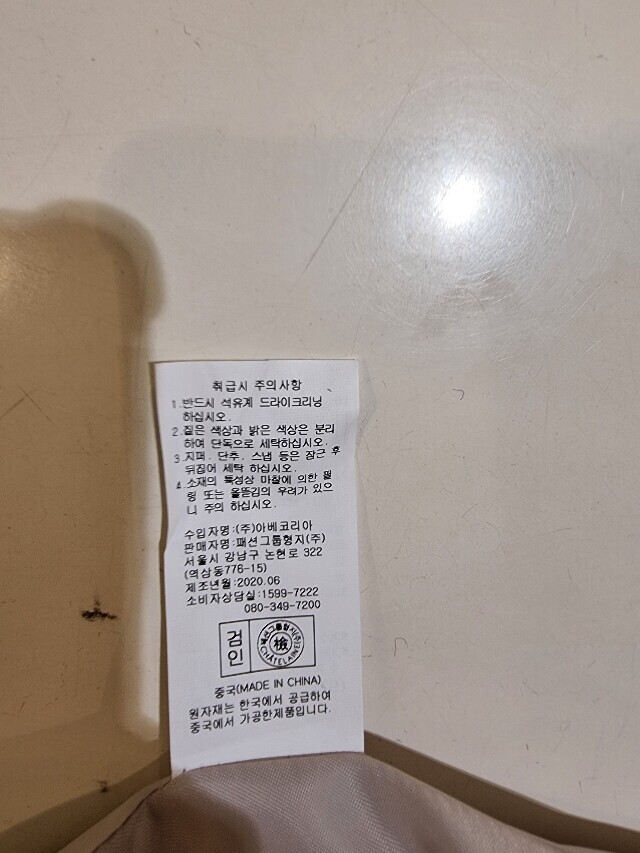 취급시 주의사항
1.반드시 석유계 드라이크리닝
하십시오.
2.짙은 색상과 밝은 색상은 분리
하여 단독으로 세탁하십시오.
3.지퍼, 단추, 스냅 등은 잠근 후
뒤집어 세탁 하십시오.
4.소재의 특성상 마찰에 의한 필
링 또는 올뜯김의 우려가 있으
니 주의 하십시오.
수입자명:(주)아베코리아
판매자명:패션그룹형지(주)
서울시 강남구 논현로 322
(역삼동776-15)
제조년월:2020.06
소비자상담실:1599-7222
080-349-7200
검인
패션그룹형지(주)
檢
CHATELAINE
중국(MADE IN CHINA)
원자재는 한국에서 공급하여
중국에서 가공한제품입니다.